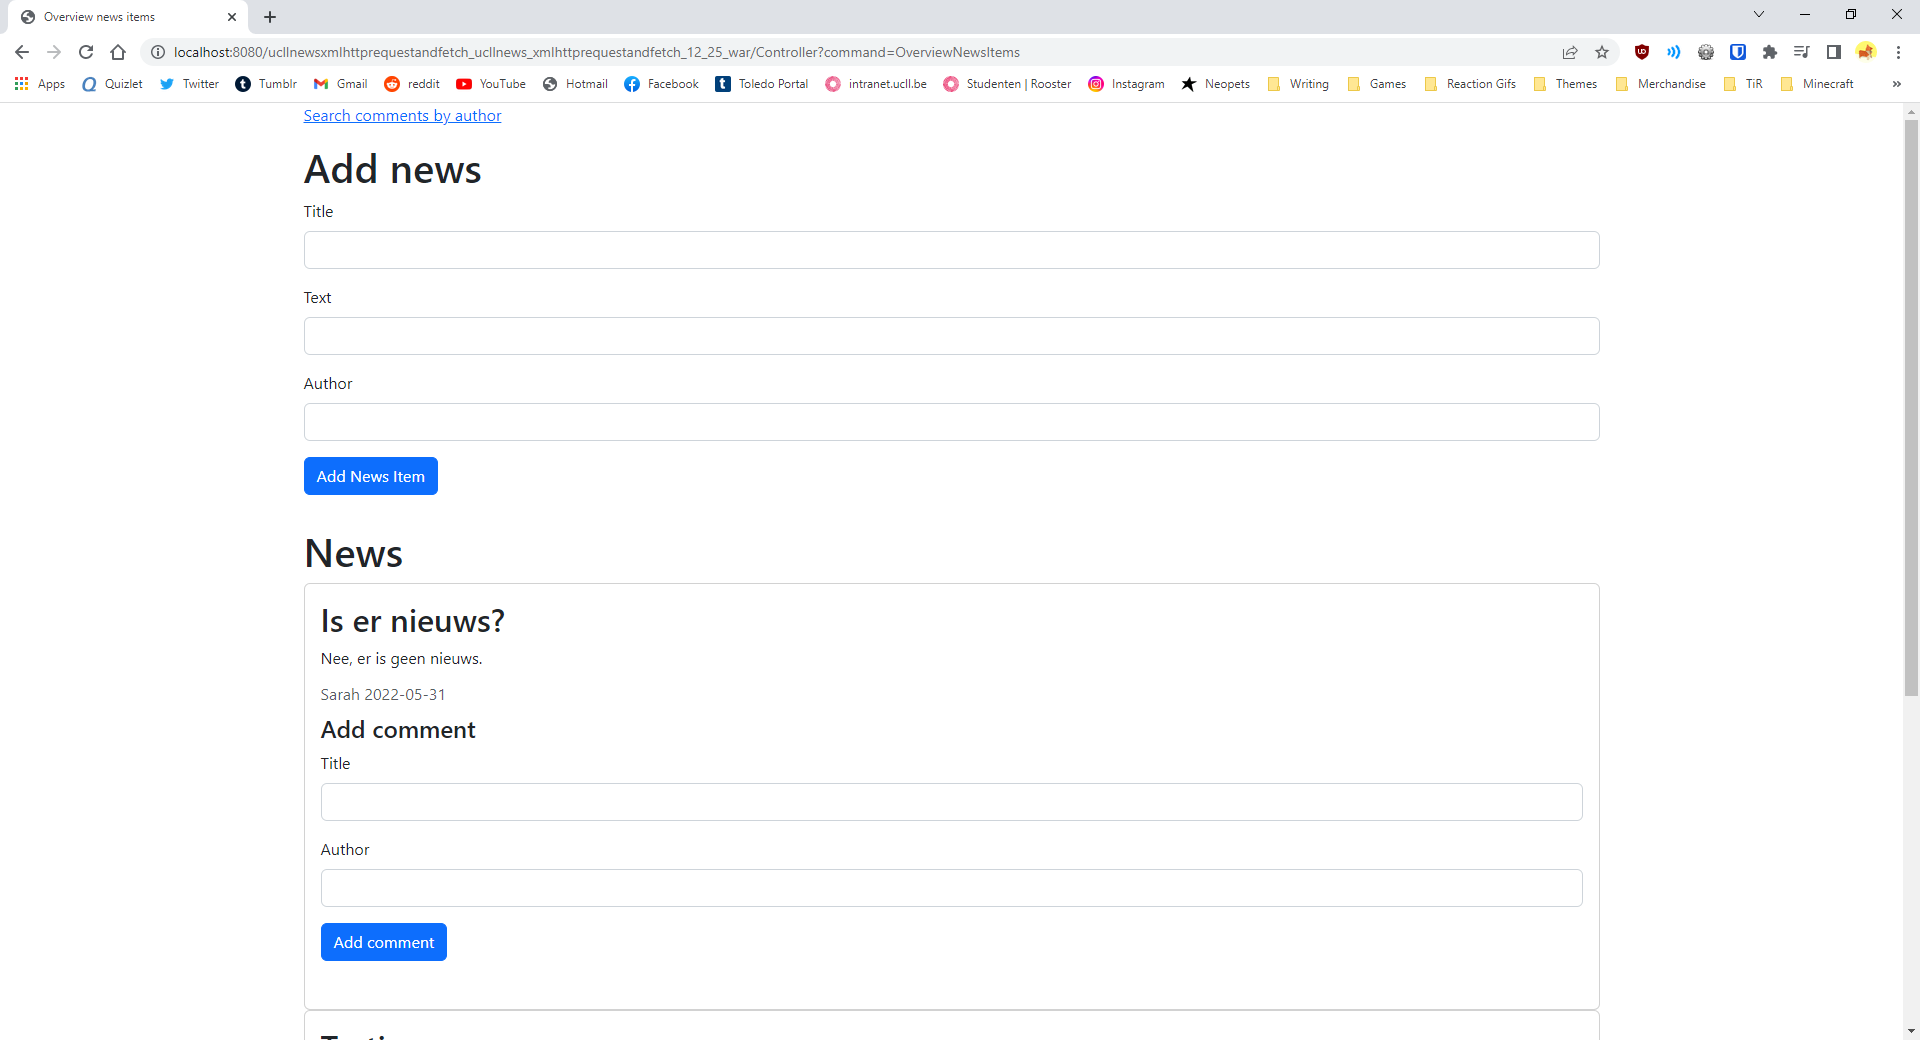 Overview news items
localhost:8080/ucllnewsxmlhttprequestandfetch_ucllnews_xmlhttprequestandfetch_12_25_war/Controller?command=OverviewNewsItems
Apps Quizlet Twitter Tumblr Gmail reddit YouTube Hotmail Facebook Toledo Portal intranet.ucll.be Studenten | Rooster Instagram Neopets Writing Games Reaction Gifs Themes Merchandise TiR Minecraft »
Search comments by author
Add news
Title
Text
Author
Add News Item
News
Is er nieuws?
Nee, er is geen nieuws.
Sarah 2022-05-31
Add comment
Title
Author
Add comment